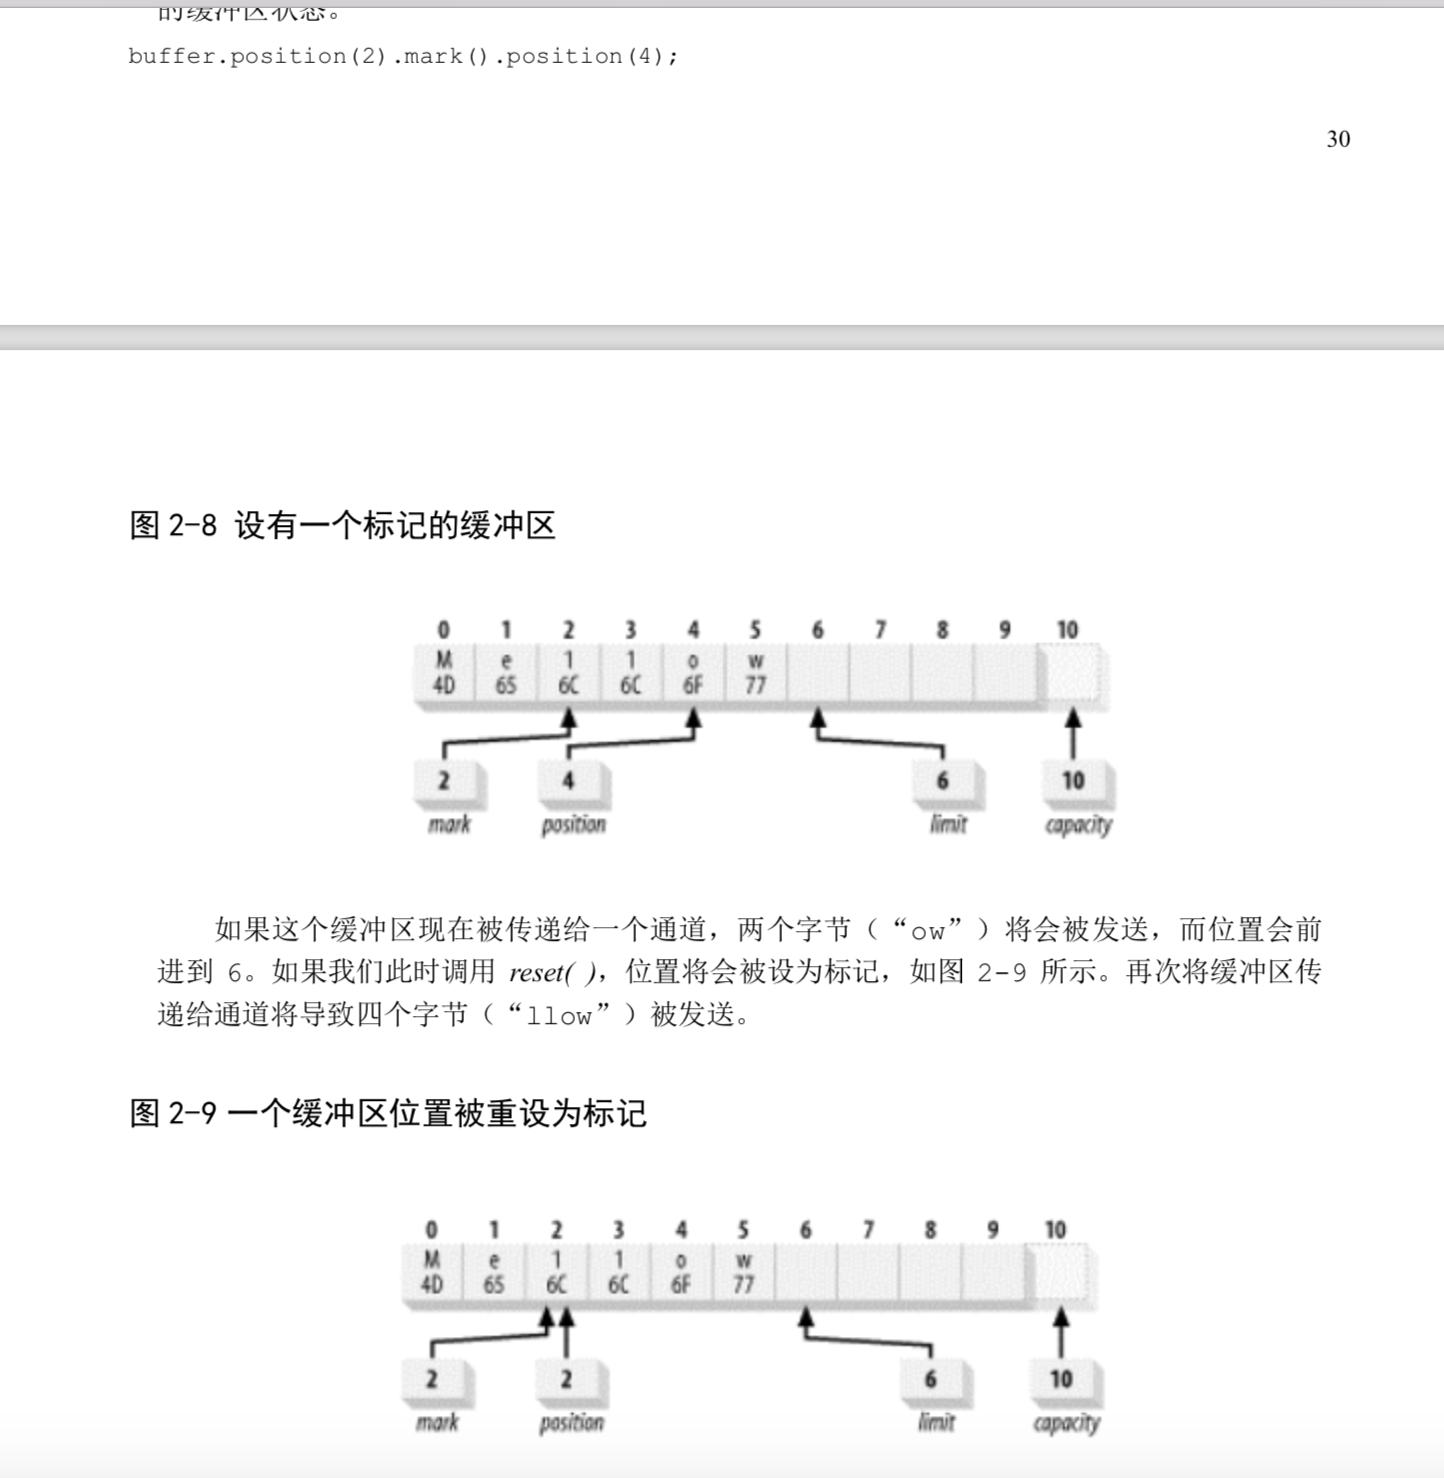 的缓冲区状态。
buffer.position(2).mark().position(4);
30
图 2-8 设有一个标记的缓冲区
0 1 2 3 4 5 6 7 8 9 10
M e l l o w
4D 65 6C 6C 6F 77
2 4 6 10
mark position limit capacity
如果这个缓冲区现在被传递给一个通道，两个字节（“ow”）将会被发送，而位置会前
进到 6。如果我们此时调用 reset( )，位置将会被设为标记，如图 2-9 所示。再次将缓冲区传
递给通道将导致四个字节（“llow”）被发送。
图 2-9 一个缓冲区位置被重设为标记
0 1 2 3 4 5 6 7 8 9 10
M e l l o w
4D 65 6C 6C 6F 77
2 2 6 10
mark position limit capacity